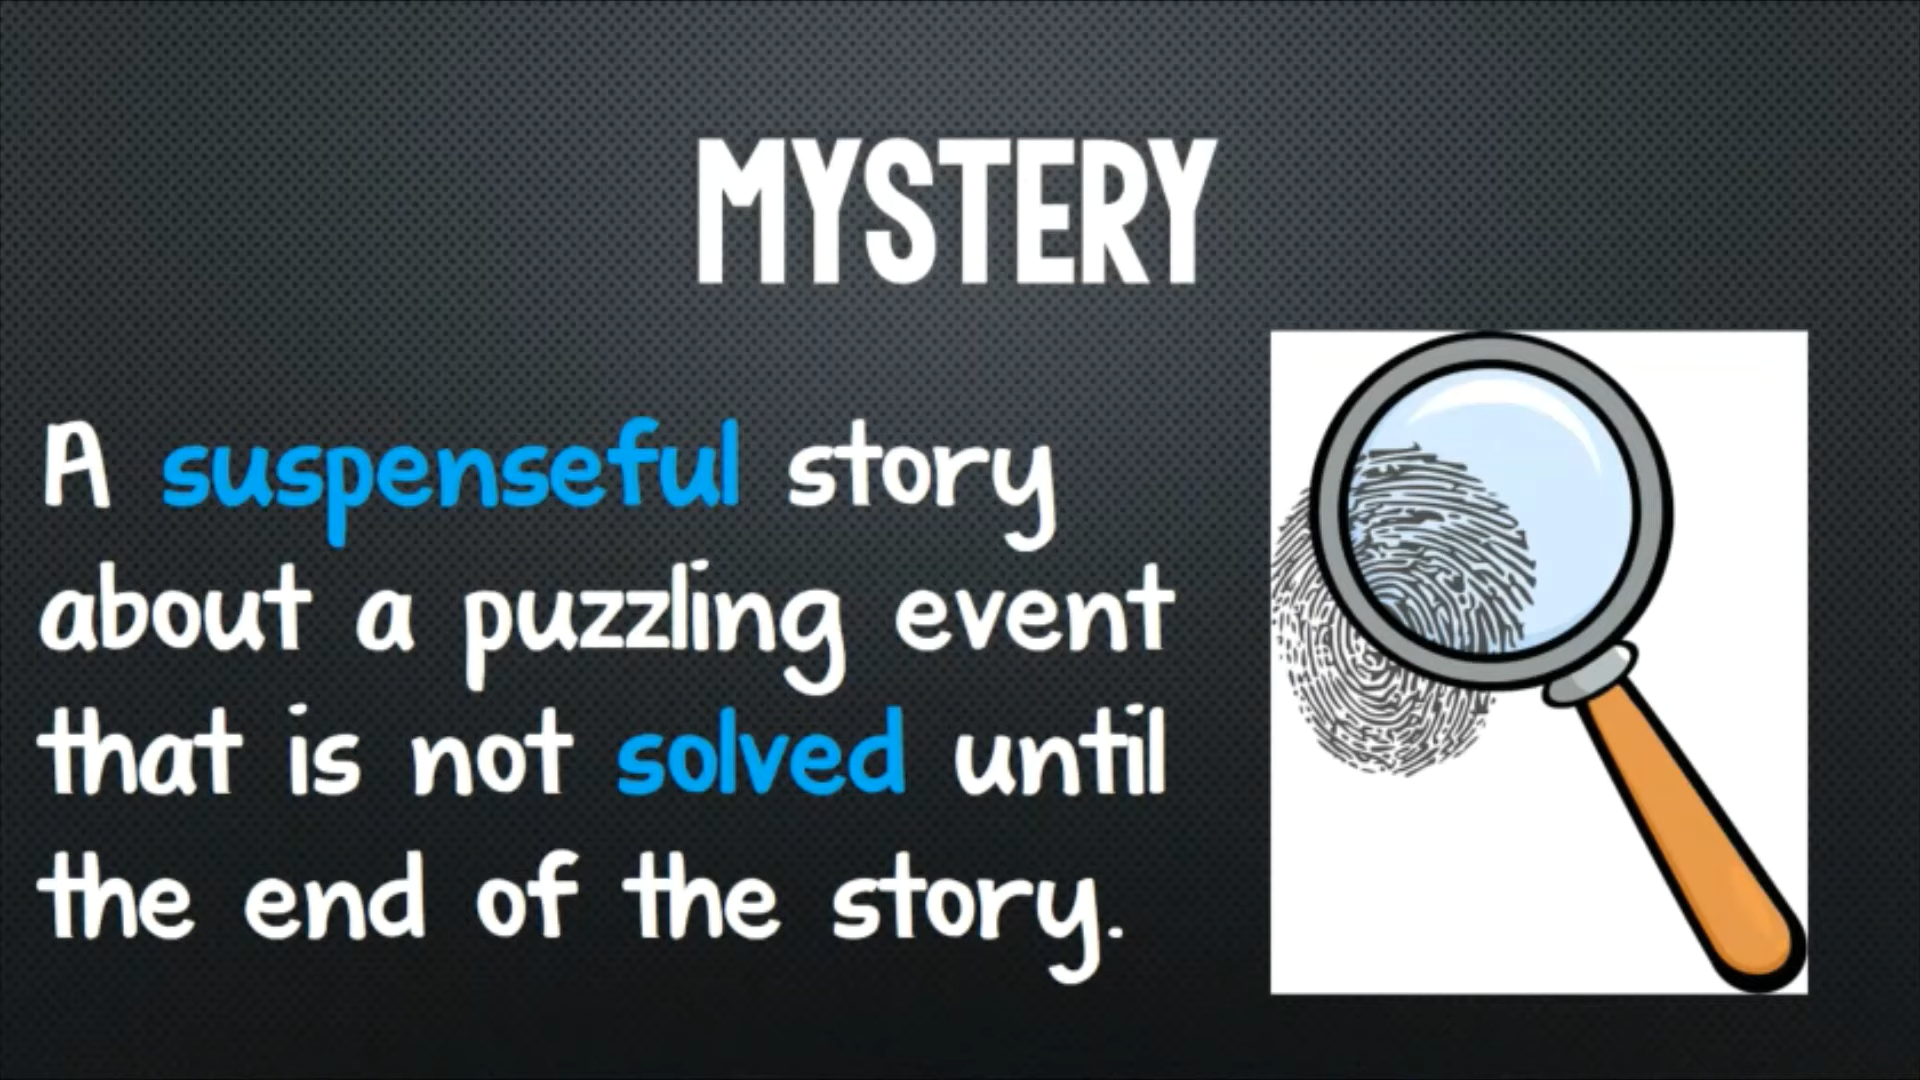 MYSTERY
A suspenseful story
about a puzzling event
that is not solved until
the end of the story.